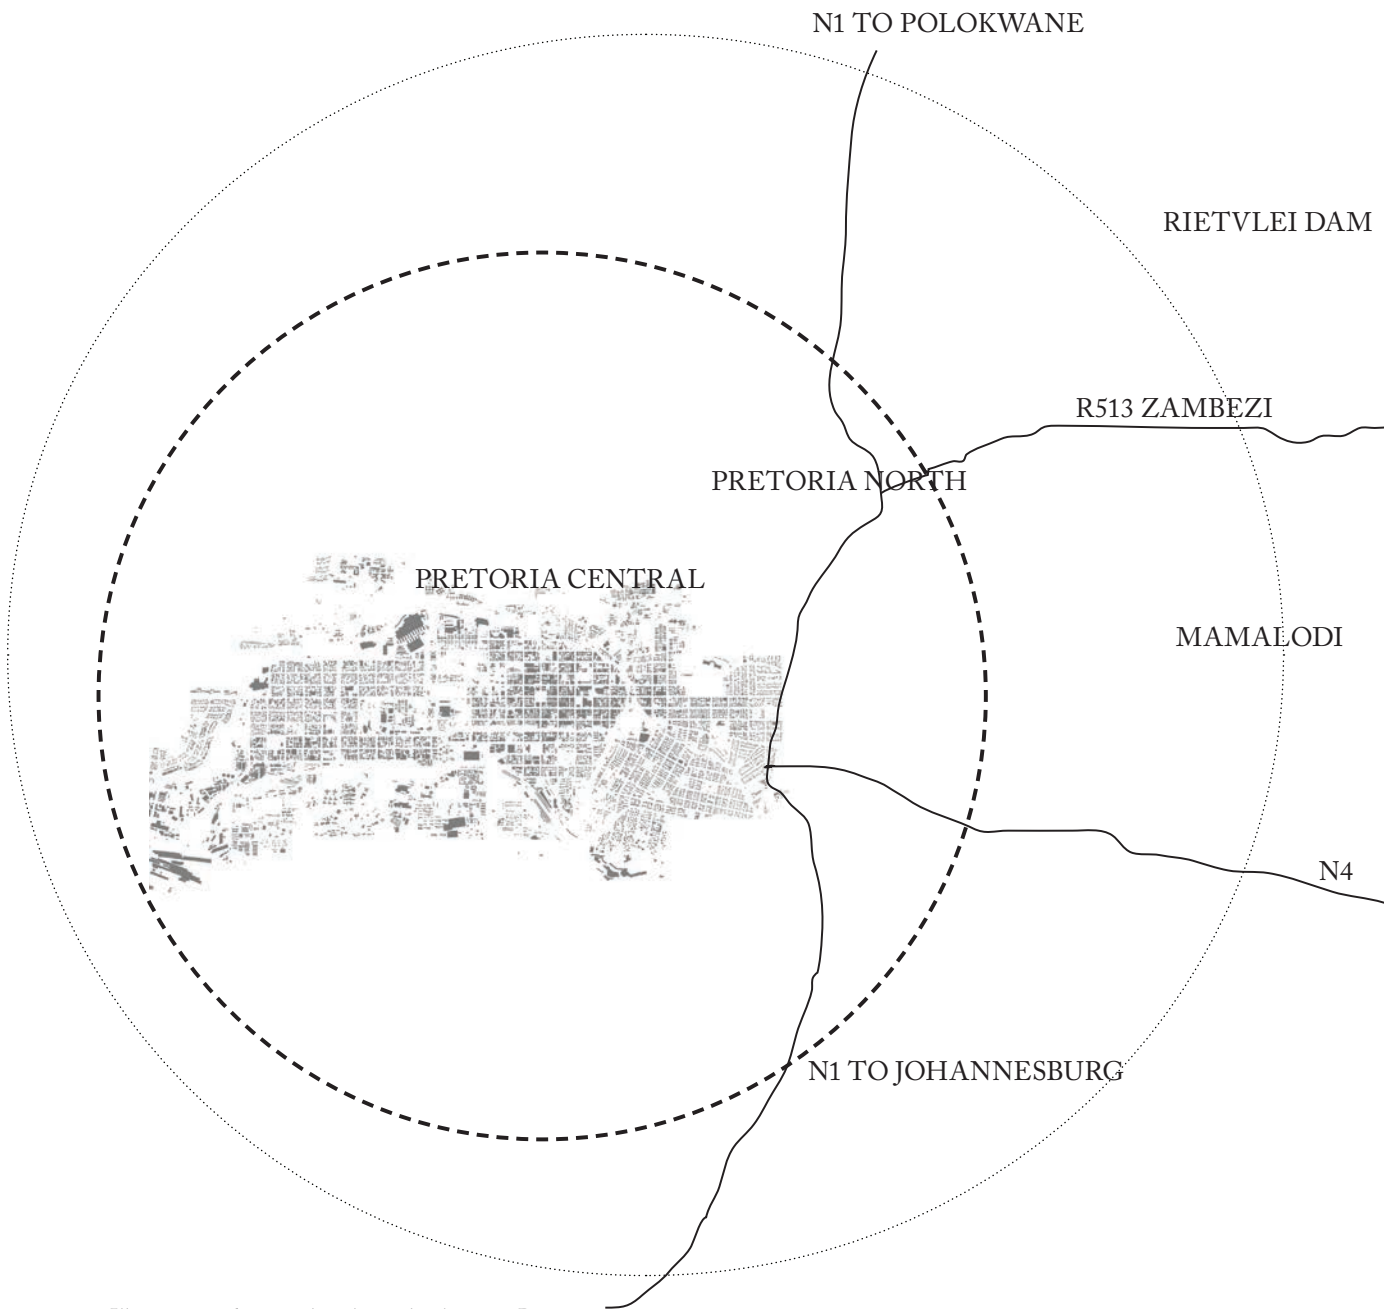 N1 TO POLOKWANE
RIETVLEI DAM
R513 ZAMBEZI
PRETORIA NORTH
PRETORIA CENTRAL
MAMALODI
N4
N1 TO JOHANNESBURG